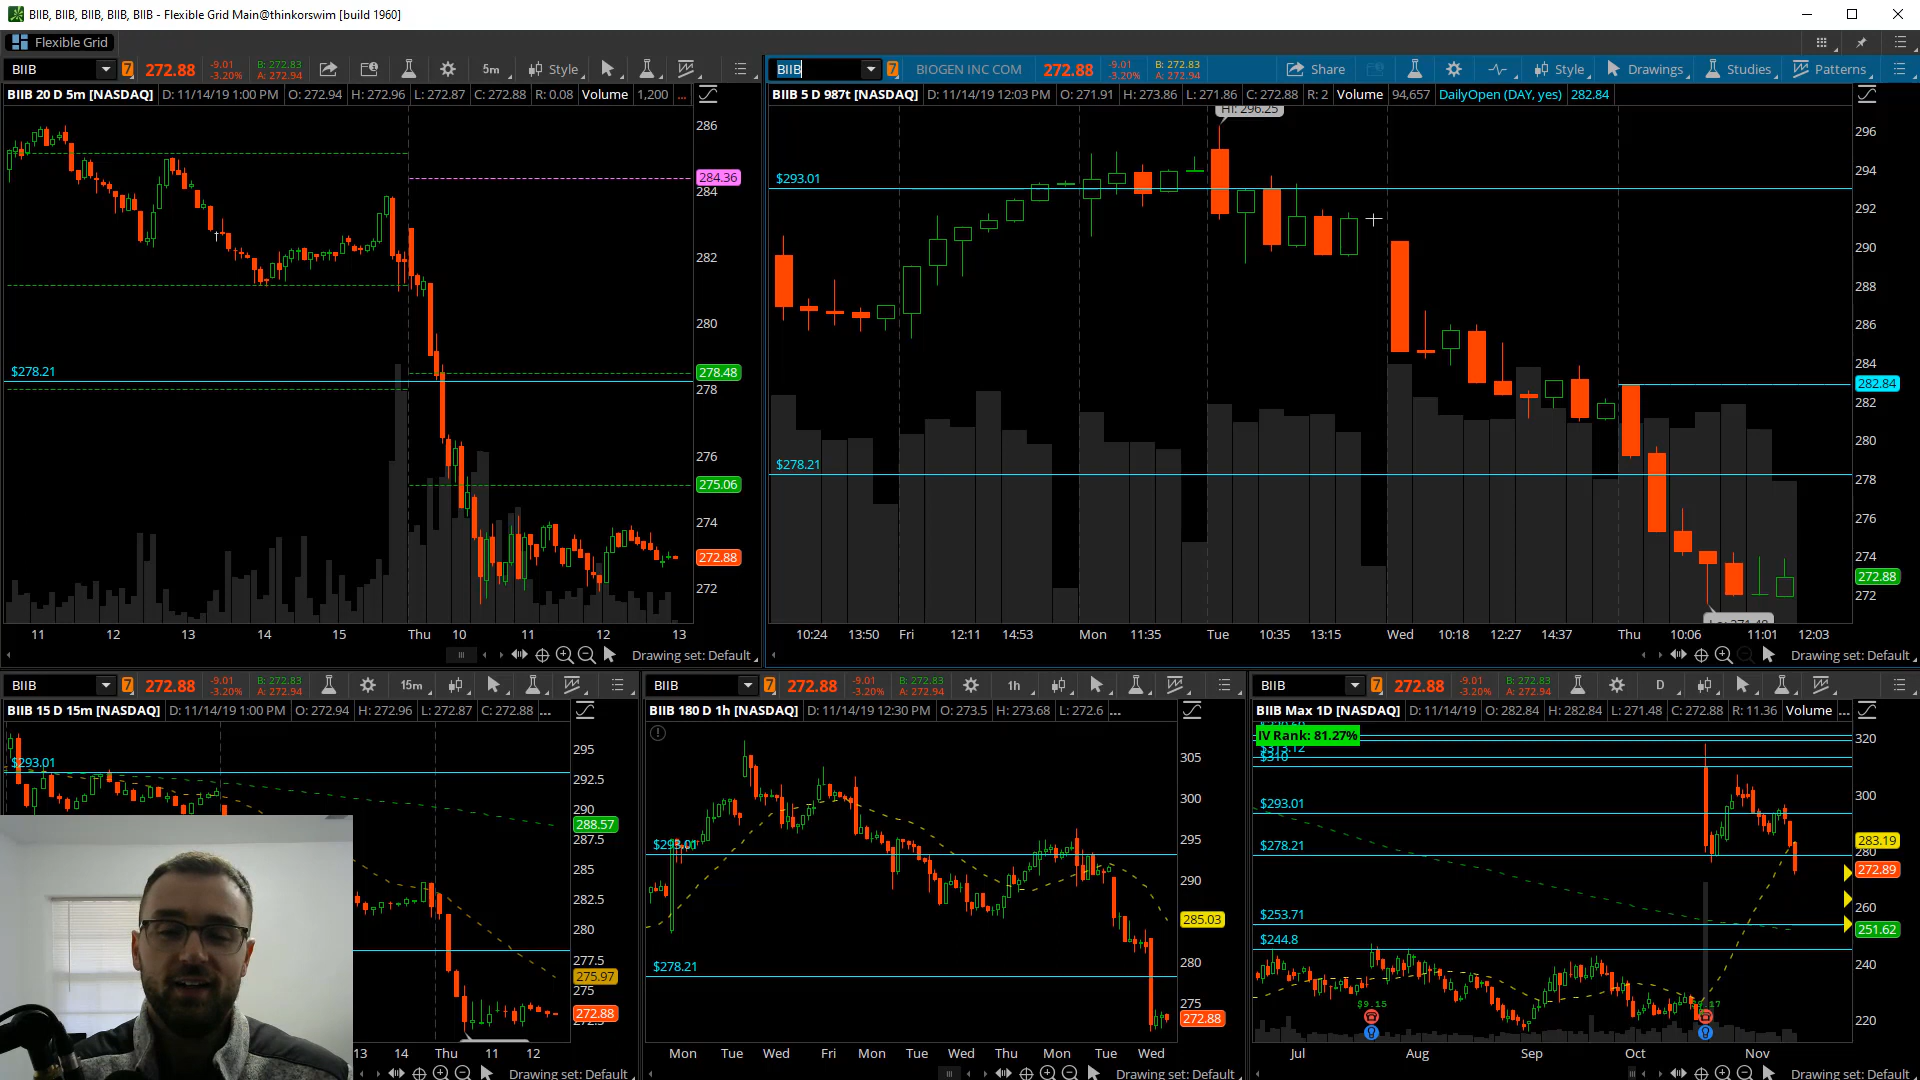 BIIB, BIIB, BIIB, BIIB, BIIB - Flexible Grid Main@thinkorswim [build 1960]
Flexible Grid
BIIB 7 272.88 -9.01 -3.20% B: 272.83 A: 272.94 5m Style
BIIB 7 BIOGEN INC COM 272.88 -9.01 -3.20% B: 272.83 A: 272.94 Share Style Drawings Studies Patterns
BIIB 20 D 5m [NASDAQ] D: 11/14/19 1:00 PM O: 272.94 H: 272.96 L: 272.87 C: 272.88 R: 0.08 Volume 1,200 ...
BIIB 5 D 987t [NASDAQ] D: 11/14/19 12:03 PM O: 271.91 H: 273.86 L: 271.86 C: 272.88 R: 2 Volume 94,657 DailyOpen (DAY, yes) 282.84
286
284.36
284
282
280
$278.21
278.48
278
276
275.06
274
272.88
272
11 12 13 14 15 Thu 10 11 12 13
Drawing set: Default
Hi: 296.25
$293.01
$278.21
296
294
292
290
288
286
284
282.84
282
280
278
276
274
272.88
272
10:24 13:50 Fri 12:11 14:53 Mon 11:35 Tue 10:35 13:15 Wed 10:18 12:27 14:37 Thu 10:06 11:01 12:03
Drawing set: Default
BIIB 7 272.88 -9.01 -3.20% B: 272.83 A: 272.94 15m
BIIB 7 272.88 -9.01 -3.20% B: 272.83 A: 272.94 1h
BIIB 7 272.88 -9.01 -3.20% B: 272.83 A: 272.94 D
BIIB 15 D 15m [NASDAQ] D: 11/14/19 1:00 PM O: 272.94 H: 272.96 L: 272.87 C: 272.88 ...
BIIB 180 D 1h [NASDAQ] D: 11/14/19 12:30 PM O: 273.5 H: 273.68 L: 272.6 ...
BIIB Max 1D [NASDAQ] D: 11/14/19 O: 282.84 H: 282.84 L: 271.48 C: 272.88 R: 11.36 Volume ...
$293.01
295
292.5
290
288.57
287.5
285
282.5
280
277.5
275.97
275
272.88
13 14 Thu 11 12
Drawing set: Default
$293.01
$278.21
305
300
295
290
285.03
280
275
272.88
Mon Tue Wed Fri Mon Tue Wed Thu Mon Tue Wed
Drawing set: Default
IV Rank: 81.27%
$313.12
$310
$293.01
$278.21
$253.71
$244.8
$9.15
$9.17
320
300
283.19
280
272.89
260
251.62
240
220
Jul Aug Sep Oct Nov
Drawing set: Default